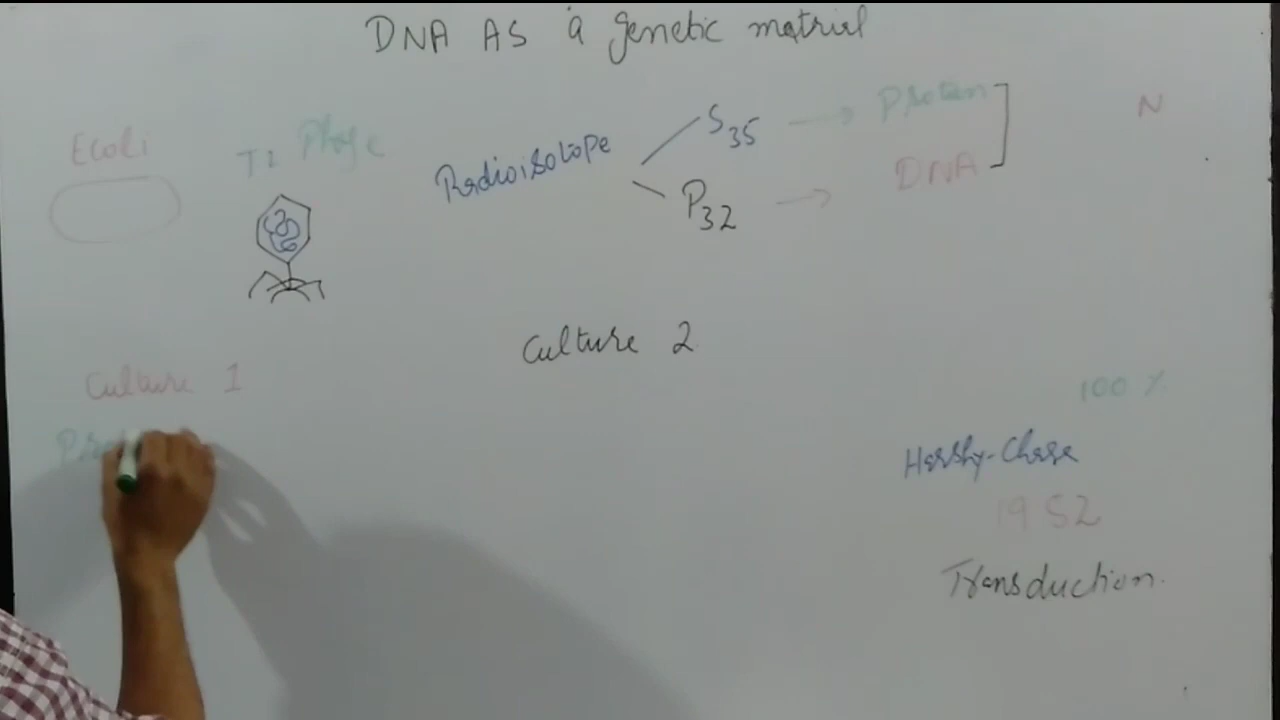 DNA AS a genetic matrial
Ecoli
T2 Phage
Radioisotope
S35
Protein
P32
DNA
N
Culture 2
Culture 1
100 %
Hershy-Chase
1952
Transduction.